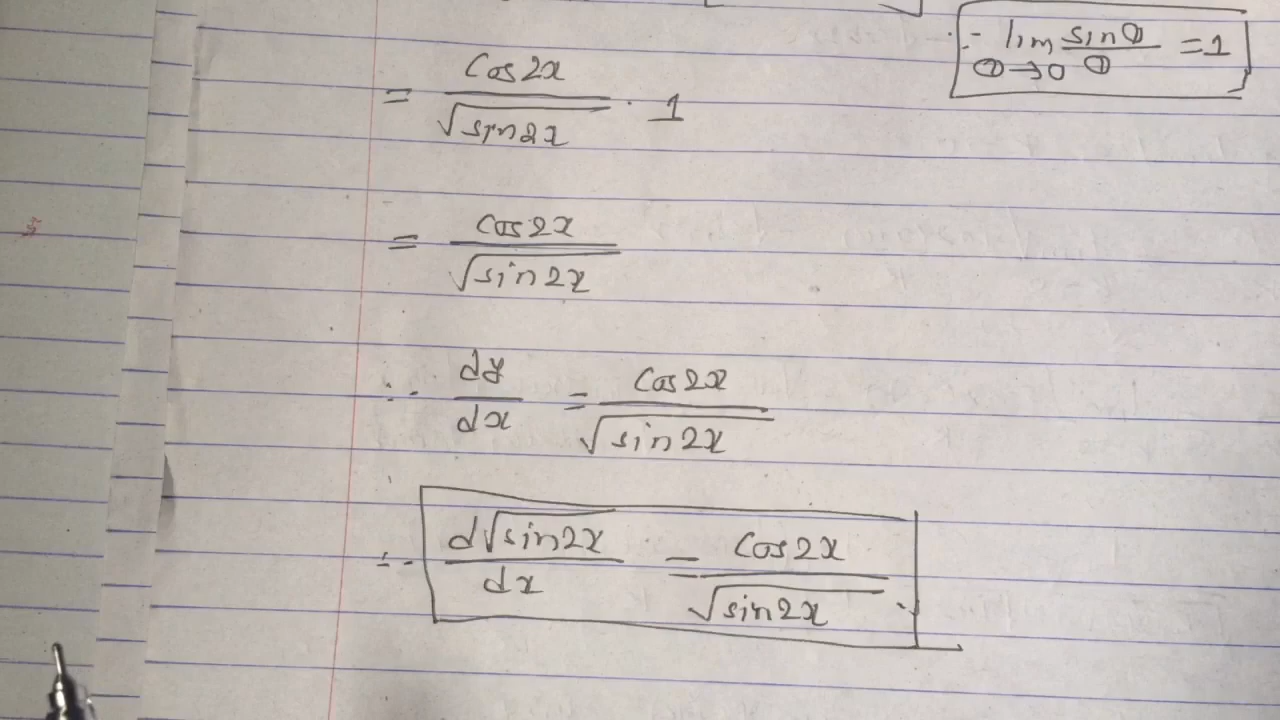 ∵ lim sinθ/θ = 1
θ→0
= cos2x/√sin2x · 1
= cos2x/√sin2x
∴ dy/dx = cos2x/√sin2x
∴ d√sin2x/dx = cos2x/√sin2x.